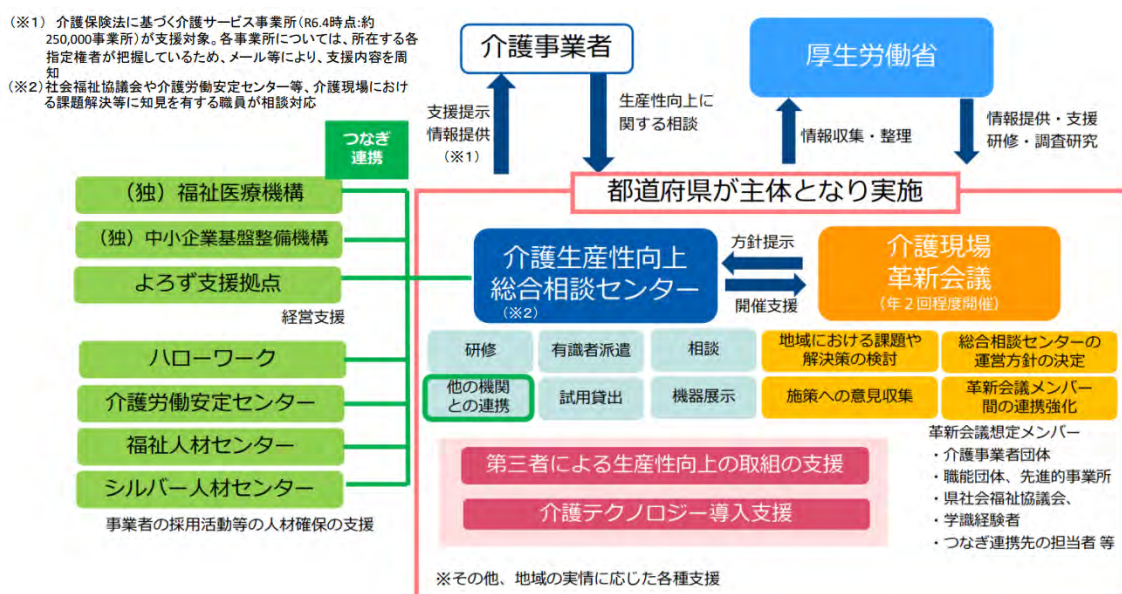 (※1) 介護保険法に基づく介護サービス事業所(R6.4時点:約
250,000事業所)が支援対象。各事業所については、所在する各
指定権者が把握しているため、メール等により、支援内容を周
知
(※2)社会福祉協議会や介護労働安定センター等、介護現場におけ
る課題解決等に知見を有する職員が相談対応
介護事業者
厚生労働省
つなぎ
連携
支援提示
情報提供
(※1)
生産性向上に
関する相談
情報収集・整理
情報提供・支援
研修・調査研究
都道府県が主体となり実施
(独)福祉医療機構
(独)中小企業基盤整備機構
よろず支援拠点
経営支援
ハローワーク
介護労働安定センター
福祉人材センター
シルバー人材センター
事業者の採用活動等の人材確保の支援
介護生産性向上
総合相談センター
(※2)
方針提示
開催支援
介護現場
革新会議
(年2回程度開催)
研修
有識者派遣
相談
他の機関
との連携
試用貸出
機器展示
地域における課題や
解決策の検討
総合相談センターの
運営方針の決定
施策への意見収集
革新会議メンバー
間の連携強化
第三者による生産性向上の取組の支援
介護テクノロジー導入支援
革新会議想定メンバー
・介護事業者団体
・職能団体、先進的事業所
・県社会福祉協議会、
・学識経験者
・つなぎ連携先の担当者 等
※その他、地域の実情に応じた各種支援